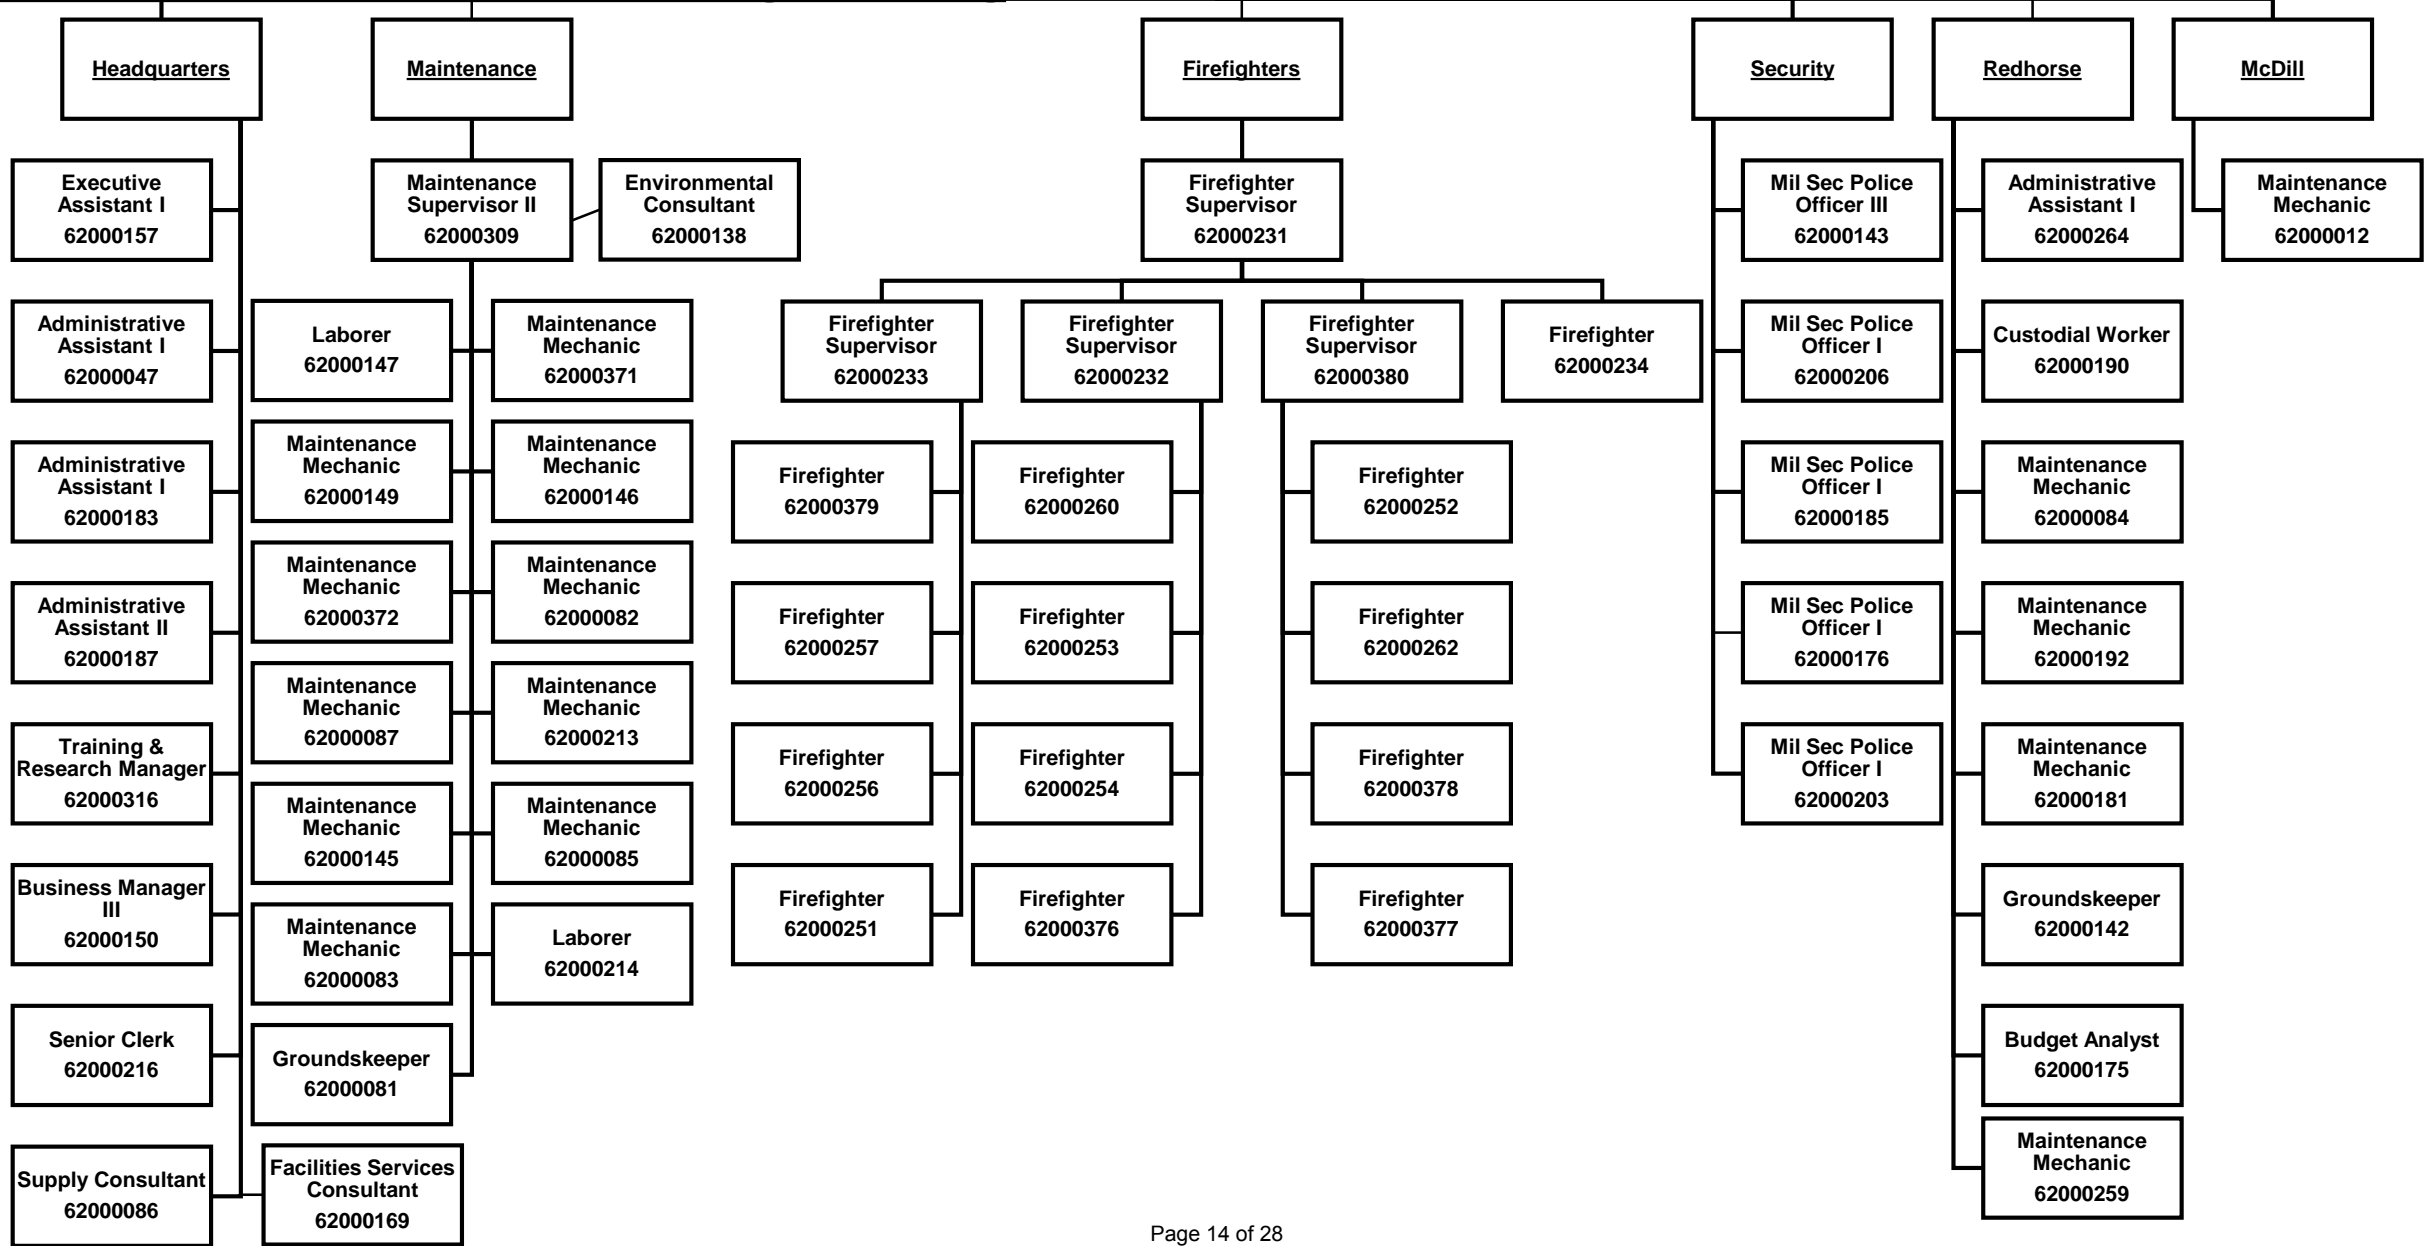 Headquarters
Maintenance
Firefighters
Security
Redhorse
McDill
Executive
Assistant I
62000157
Administrative
Assistant I
62000047
Administrative
Assistant I
62000183
Administrative
Assistant II
62000187
Training &
Research Manager
62000316
Business Manager
III
62000150
Senior Clerk
62000216
Supply Consultant
62000086
Facilities Services
Consultant
62000169
Maintenance
Supervisor II
62000309
Environmental
Consultant
62000138
Laborer
62000147
Maintenance
Mechanic
62000371
Maintenance
Mechanic
62000149
Maintenance
Mechanic
62000146
Maintenance
Mechanic
62000372
Maintenance
Mechanic
62000082
Maintenance
Mechanic
62000087
Maintenance
Mechanic
62000213
Maintenance
Mechanic
62000145
Maintenance
Mechanic
62000085
Maintenance
Mechanic
62000083
Laborer
62000214
Groundskeeper
62000081
Firefighter
Supervisor
62000231
Firefighter
Supervisor
62000233
Firefighter
Supervisor
62000232
Firefighter
Supervisor
62000380
Firefighter
62000234
Firefighter
62000379
Firefighter
62000260
Firefighter
62000252
Firefighter
62000257
Firefighter
62000253
Firefighter
62000262
Firefighter
62000256
Firefighter
62000254
Firefighter
62000378
Firefighter
62000251
Firefighter
62000376
Firefighter
62000377
Mil Sec Police
Officer III
62000143
Mil Sec Police
Officer I
62000206
Mil Sec Police
Officer I
62000185
Mil Sec Police
Officer I
62000176
Mil Sec Police
Officer I
62000203
Administrative
Assistant I
62000264
Custodial Worker
62000190
Maintenance
Mechanic
62000084
Maintenance
Mechanic
62000192
Maintenance
Mechanic
62000181
Groundskeeper
62000142
Budget Analyst
62000175
Maintenance
Mechanic
62000259
Maintenance
Mechanic
62000012
Page 14 of 28